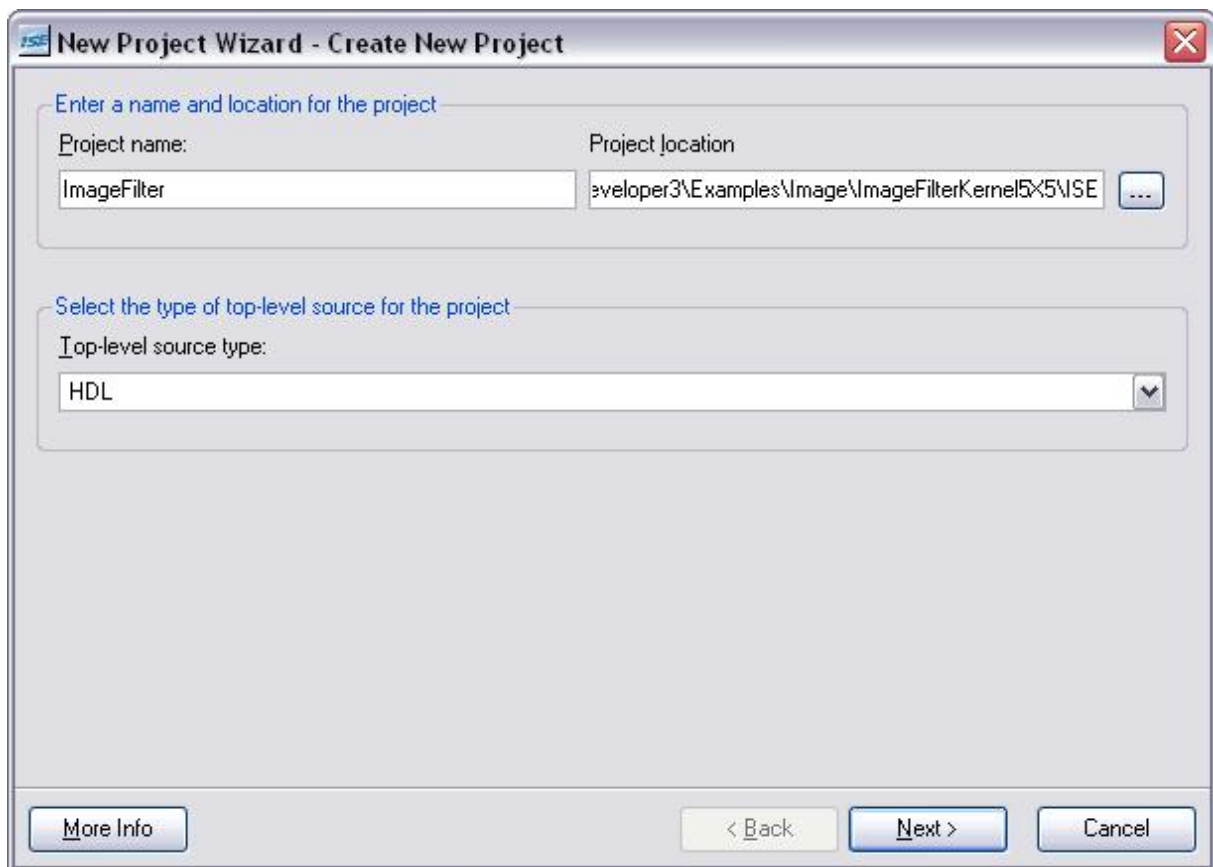 ISE New Project Wizard - Create New Project
Enter a name and location for the project
Project name: Project location
ImageFilter eveloper3\Examples\Image\ImageFilterKernel5X5\ISE ...
Select the type of top-level source for the project
Top-level source type:
HDL
More Info < Back Next > Cancel